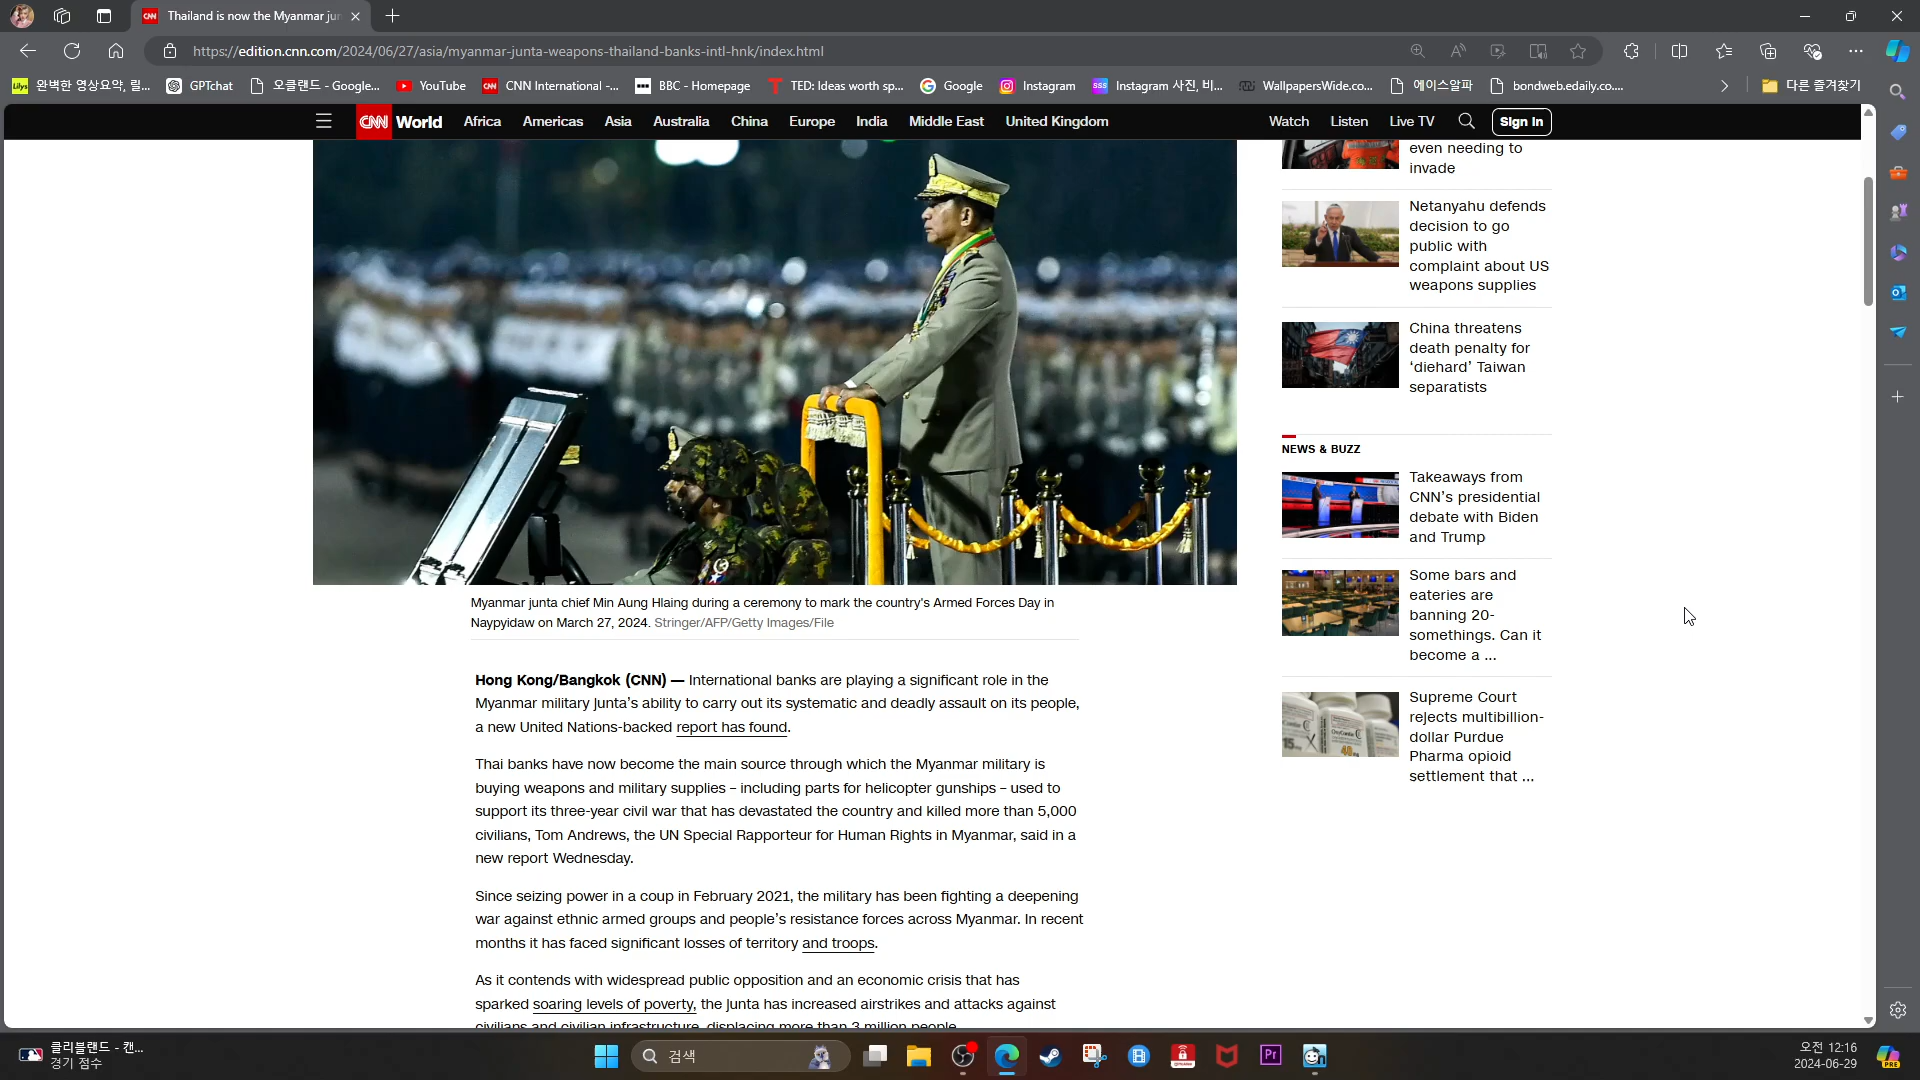 Thailand is now the Myanmar jun
https://edition.cnn.com/2024/06/27/asia/myanmar-junta-weapons-thailand-banks-intl-hnk/index.html
완벽한 영상요약, 릴...
GPTchat
오클랜드 - Google...
YouTube
CNN International -...
BBC - Homepage
TED: Ideas worth sp...
Google
Instagram
Instagram 사진, 비...
WallpapersWide.co...
에이스알파
bondweb.edaily.co....
다른 즐겨찾기
CNN World
Africa
Americas
Asia
Australia
China
Europe
India
Middle East
United Kingdom
Watch
Listen
Live TV
Sign in
even needing to
invade
Netanyahu defends
decision to go
public with
complaint about US
weapons supplies
China threatens
death penalty for
‘diehard’ Taiwan
separatists
NEWS & BUZZ
Takeaways from
CNN’s presidential
debate with Biden
and Trump
Some bars and
eateries are
banning 20-
somethings. Can it
become a ...
Supreme Court
rejects multibillion-
dollar Purdue
Pharma opioid
settlement that ...
Myanmar junta chief Min Aung Hlaing during a ceremony to mark the country's Armed Forces Day in
Naypyidaw on March 27, 2024. Stringer/AFP/Getty Images/File
Hong Kong/Bangkok (CNN) — International banks are playing a significant role in the
Myanmar military junta’s ability to carry out its systematic and deadly assault on its people,
a new United Nations-backed report has found.
Thai banks have now become the main source through which the Myanmar military is
buying weapons and military supplies – including parts for helicopter gunships – used to
support its three-year civil war that has devastated the country and killed more than 5,000
civilians, Tom Andrews, the UN Special Rapporteur for Human Rights in Myanmar, said in a
new report Wednesday.
Since seizing power in a coup in February 2021, the military has been fighting a deepening
war against ethnic armed groups and people’s resistance forces across Myanmar. In recent
months it has faced significant losses of territory and troops.
As it contends with widespread public opposition and an economic crisis that has
sparked soaring levels of poverty, the junta has increased airstrikes and attacks against
civilians and civilian infrastructure, displacing more than 3 million people.
클리블랜드 - 캔...
경기 점수
검색
오전 12:16
2024-06-29